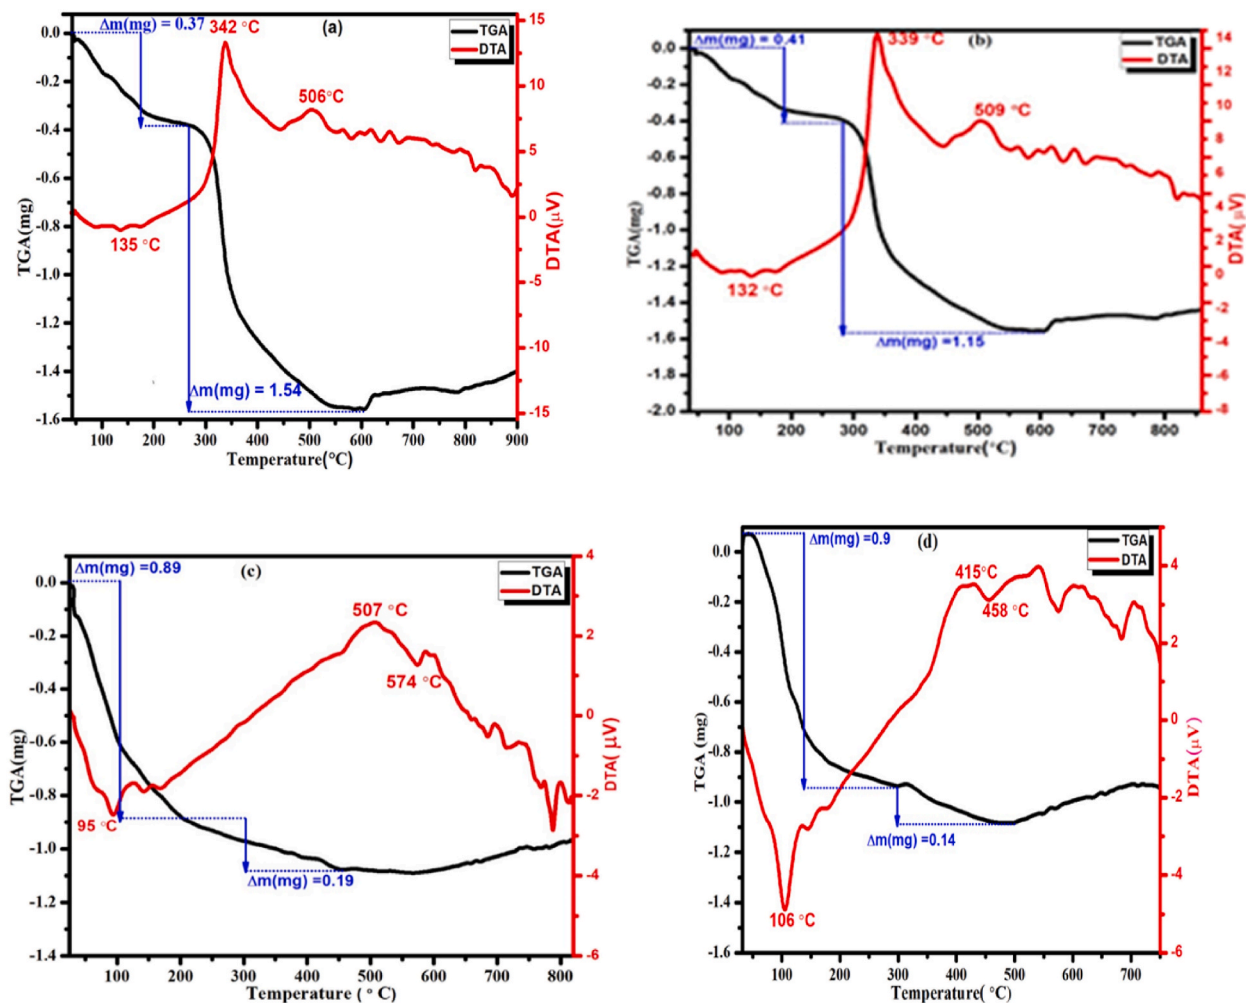 Δm(mg) = 0.37
342 °C
(a)
TGA
DTA
506°C
135 °C
Δm(mg) = 1.54
0.0
-0.2
-0.4
-0.6
-0.8
-1.0
-1.2
-1.4
-1.6
TGA(mg)
15
10
5
0
-5
-10
-15
DTA(μV)
100 200 300 400 500 600 700 800 900
Temperature(°C)
Δm(mg) = 0.41
339 °C
(b)
TGA
DTA
509 °C
132 °C
Δm(mg) =1.15
0.0
-0.2
-0.4
-0.6
-0.8
-1.0
-1.2
-1.4
-1.6
-1.8
-2.0
TGA(mg)
14
12
10
8
6
4
2
0
-2
-4
-6
-8
DTA( μV)
100 200 300 400 500 600 700 800
Temperature(°C)
Δm(mg) =0.89
(c)
TGA
DTA
507 °C
574 °C
95 °C
Δm(mg) =0.19
0.0
-0.2
-0.4
-0.6
-0.8
-1.0
-1.2
-1.4
TGA(mg)
4
2
0
-2
-4
-6
DTA( μV)
100 200 300 400 500 600 700 800
Temperature ( ° C)
Δm(mg) =0.9
(d)
TGA
DTA
415°C
458 °C
106 °C
Δm(mg) =0.14
0.0
-0.2
-0.4
-0.6
-0.8
-1.0
-1.2
-1.4
-1.6
TGA (mg)
4
2
0
-2
-4
-6
DTA(μV)
100 200 300 400 500 600 700
Temperature( °C)